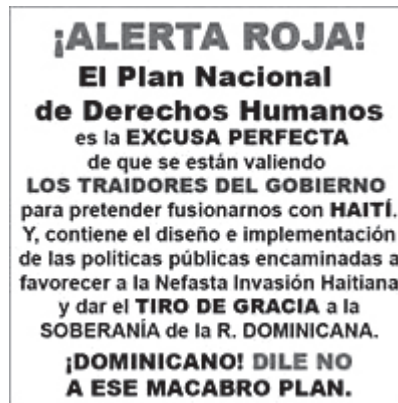 ¡ALERTA ROJA!
El Plan Nacional
de Derechos Humanos
es la EXCUSA PERFECTA
de que se están valiendo
LOS TRAIDORES DEL GOBIERNO
para pretender fusionarnos con HAITÍ.
Y, contiene el diseño e implementación
de las políticas públicas encaminadas a
favorecer a la Nefasta Invasión Haitiana
y dar el TIRO DE GRACIA a la
SOBERANÍA de la R. DOMINICANA.
¡DOMINICANO! DILE NO
A ESE MACABRO PLAN.